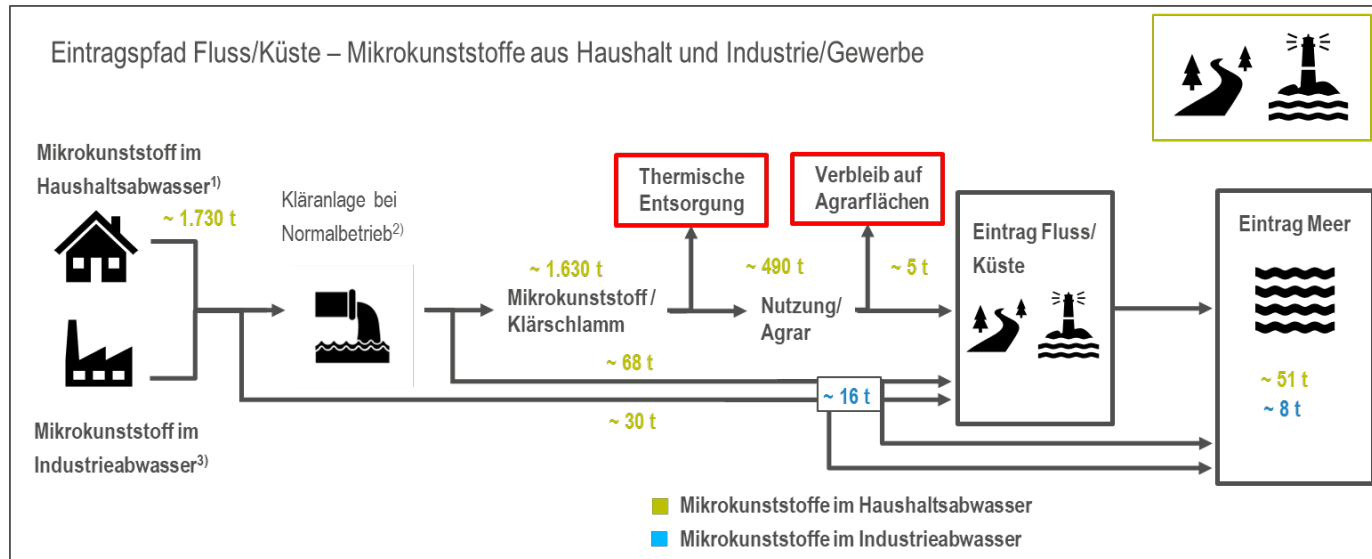 Eintragspfad Fluss/Küste – Mikrokunststoffe aus Haushalt und Industrie/Gewerbe
Mikrokunststoff im
Haushaltsabwasser1)
~ 1.730 t
Kläranlage bei
Normalbetrieb2)
Mikrokunststoff im
Industrieabwasser3)
~ 1.630 t
Mikrokunststoff /
Klärschlamm
Thermische
Entsorgung
~ 490 t
Nutzung/
Agrar
Verbleib auf
Agrarflächen
~ 5 t
~ 68 t
~ 16 t
~ 30 t
Eintrag Fluss/
Küste
Eintrag Meer
~ 51 t
~ 8 t
Mikrokunststoffe im Haushaltsabwasser
Mikrokunststoffe im Industrieabwasser